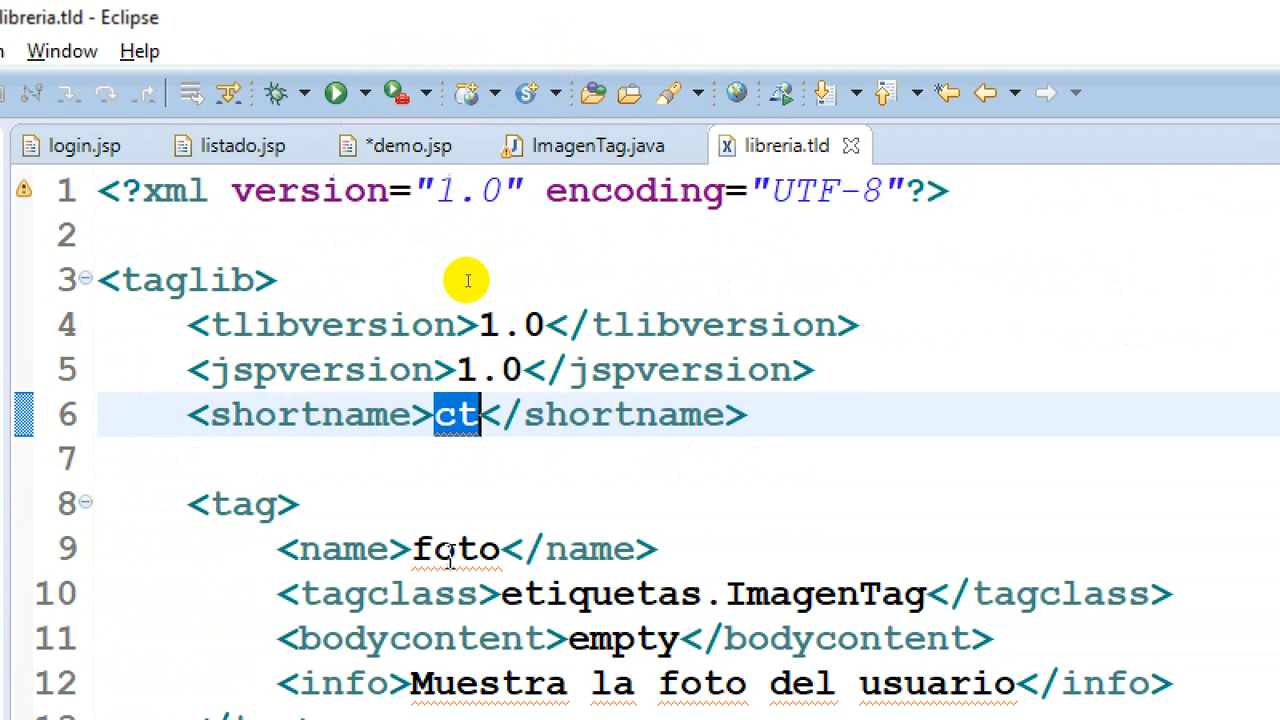 libreria.tld - Eclipse
Window Help
login.jsp listado.jsp *demo.jsp ImagenTag.java libreria.tld
1 <?xml version="1.0" encoding="UTF-8"?>
2
3 <taglib>
4 <tlibversion>1.0</tlibversion>
5 <jspversion>1.0</jspversion>
6 <shortname>ct</shortname>
7
8 <tag>
9 <name>foto</name>
10 <tagclass>etiquetas.ImagenTag</tagclass>
11 <bodycontent>empty</bodycontent>
12 <info>Muestra la foto del usuario</info>